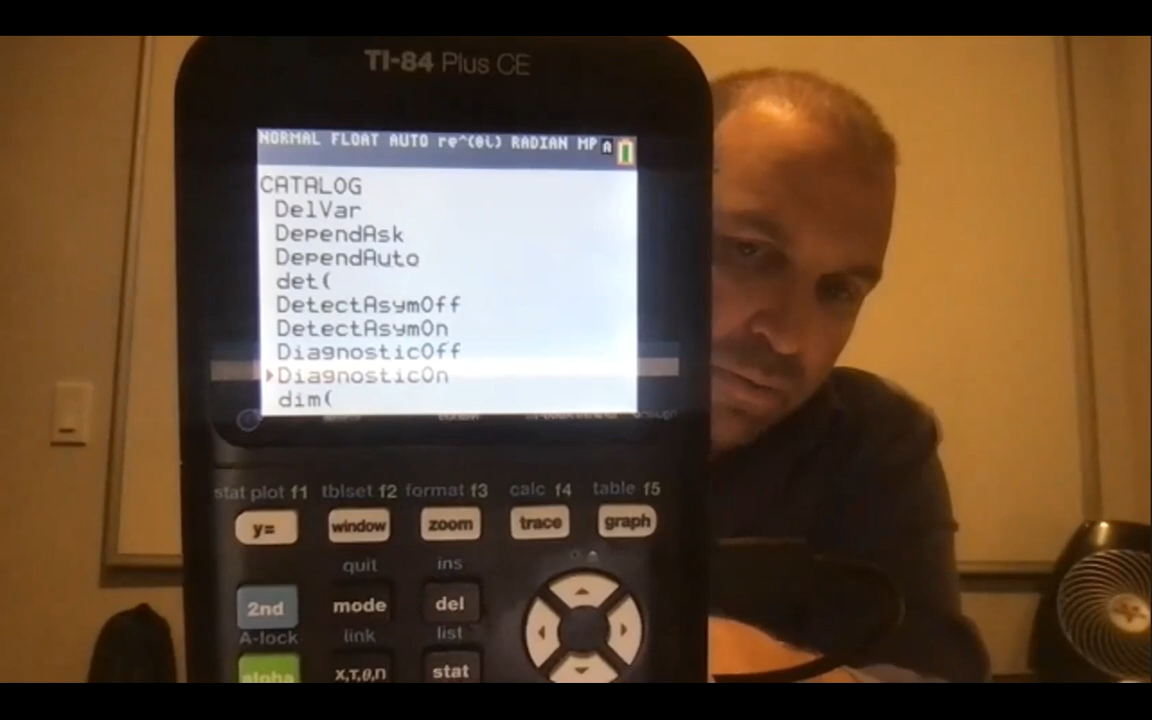 TI-84 Plus CE
NORMAL FLOAT AUTO re^(θi) RADIAN MP A
CATALOG
DelVar
DependAsk
DependAuto
det(
DetectAsymOff
DetectAsymOn
DiagnosticOff
DiagnosticOn
dim(
stat plot f1 tblset f2 format f3 calc f4 table f5
y= window zoom trace graph
quit ins
2nd mode del
A-lock link list
alpha X,T,θ,n stat